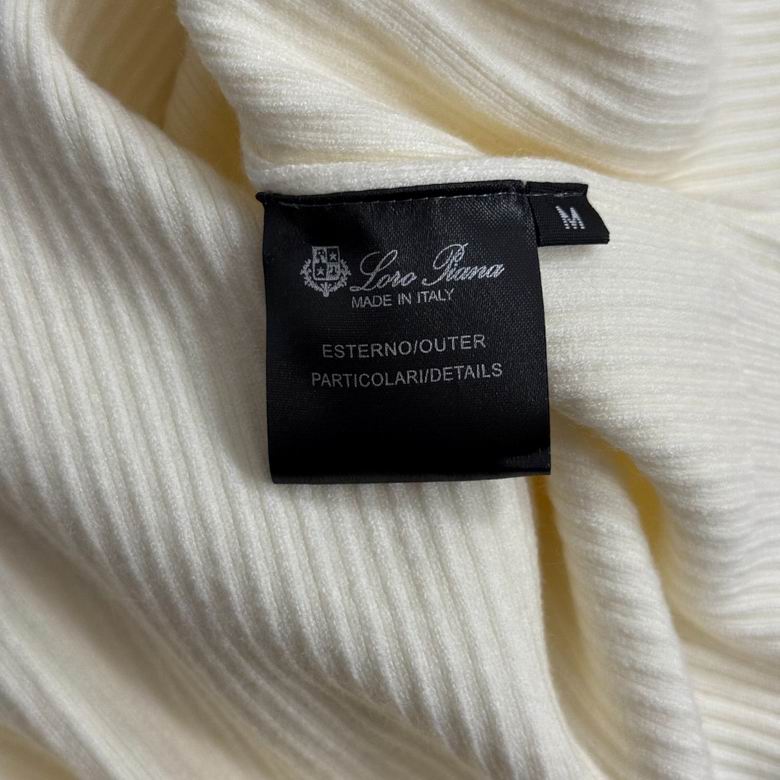 Loro Piana
MADE IN ITALY
ESTERNO/OUTER
PARTICOLARI/DETAILS
M